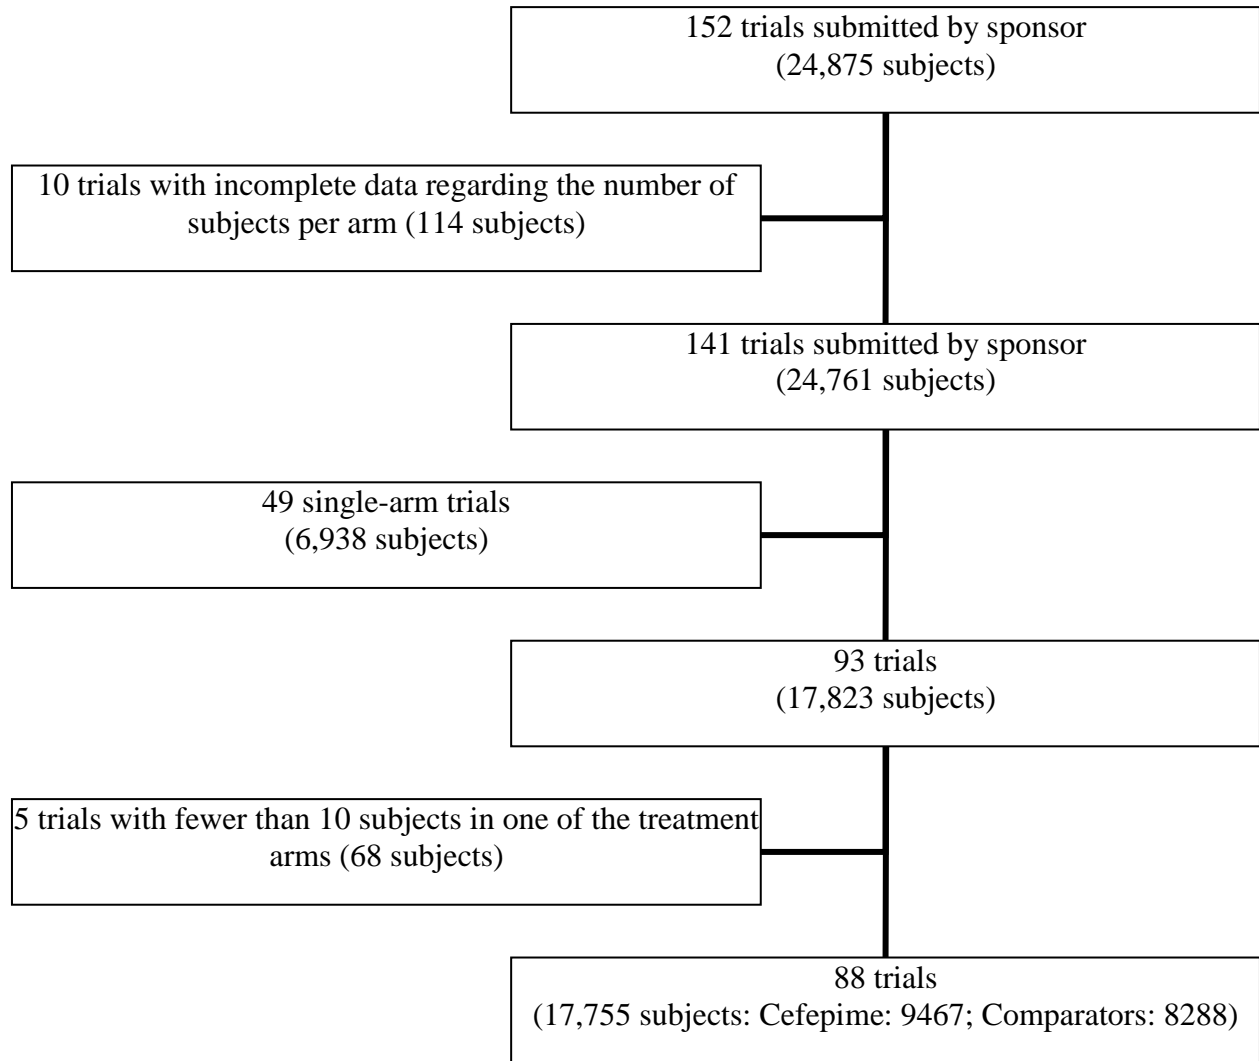 152 trials submitted by sponsor
(24,875 subjects)
10 trials with incomplete data regarding the number of
subjects per arm (114 subjects)
141 trials submitted by sponsor
(24,761 subjects)
49 single-arm trials
(6,938 subjects)
93 trials
(17,823 subjects)
5 trials with fewer than 10 subjects in one of the treatment
arms (68 subjects)
88 trials
(17,755 subjects: Cefepime: 9467; Comparators: 8288)